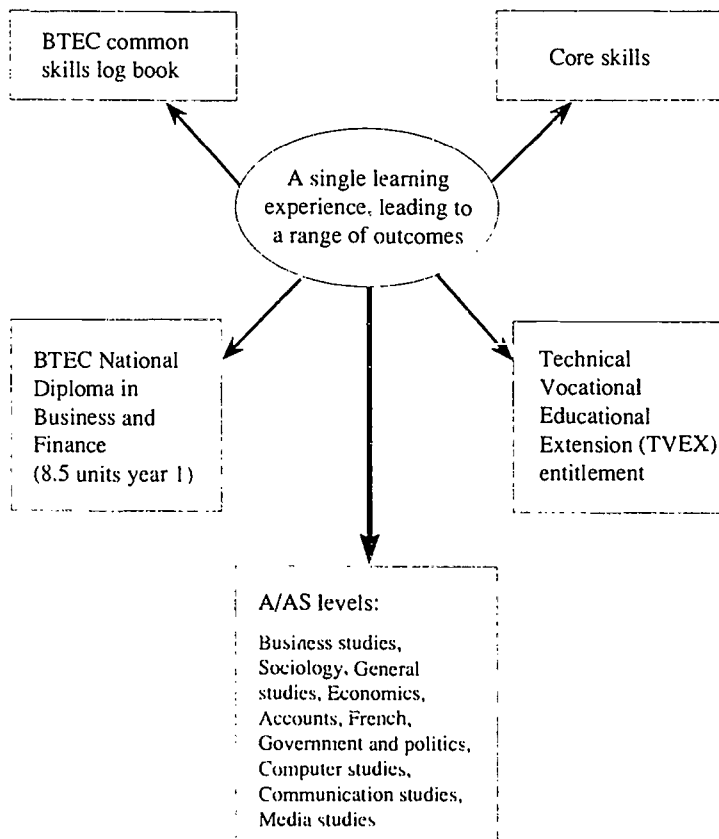 BTEC common
skills log book
Core skills
A single learning
experience, leading to
a range of outcomes
BTEC National
Diploma in
Business and
Finance
(8.5 units year 1)
Technical
Vocational
Educational
Extension (TVEX)
entitlement
A/AS levels:
Business studies,
Sociology, General
studies, Economics,
Accounts, French,
Government and politics,
Computer studies,
Communication studies,
Media studies